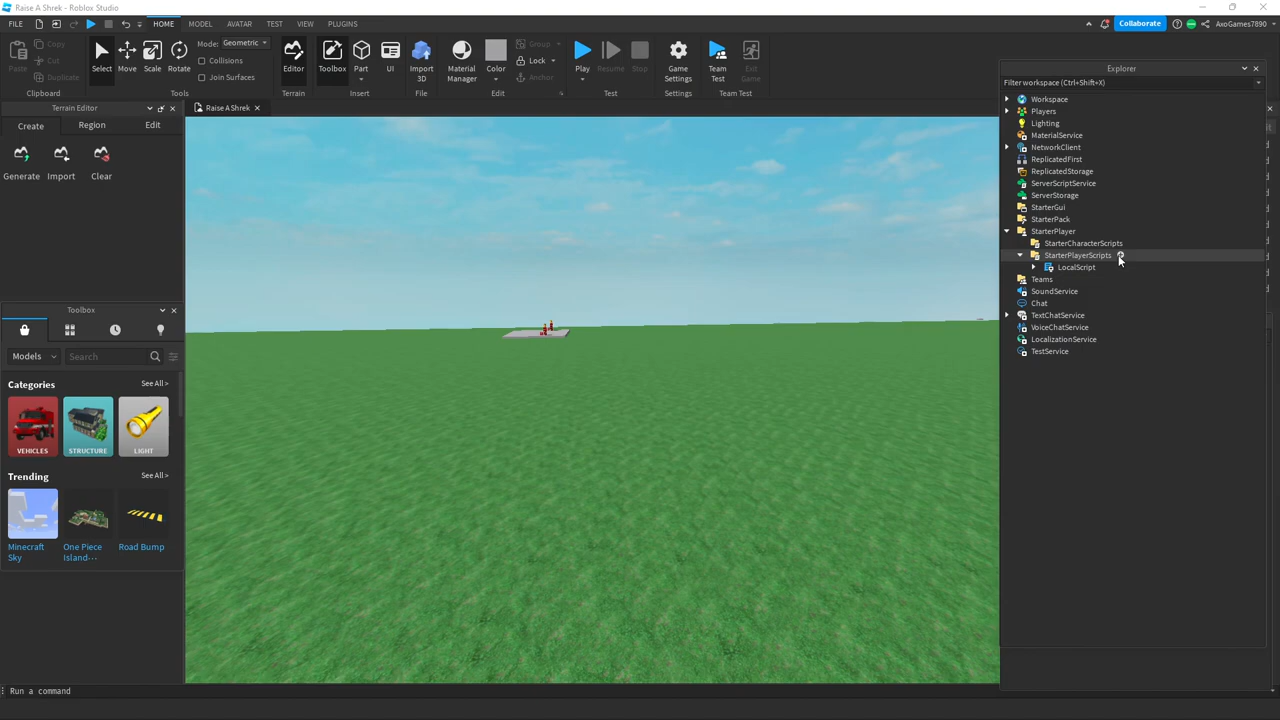 Raise A Shrek - Roblox Studio
FILE HOME MODEL AVATAR TEST VIEW PLUGINS Collaborate AxoGames7890
Paste Copy Cut Duplicate Clipboard
Select Move Scale Rotate Mode: Geometric Collisions Join Surfaces Tools
Editor Terrain
Toolbox Part UI Insert
Import 3D File
Material Manager Color Group Lock Anchor Edit
Play Resume Stop Test
Game Settings Settings
Team Test Exit Game Team Test
Terrain Editor
Raise A Shrek
Create Region Edit
Generate Import Clear
Toolbox
Models Search
Categories See All >
VEHICLES STRUCTURE LIGHT
Trending See All >
Minecraft Sky
One Piece Island...
Road Bump
Explorer
Filter workspace (Ctrl+Shift+X)
Workspace
Players
Lighting
MaterialService
NetworkClient
ReplicatedFirst
ReplicatedStorage
ServerScriptService
ServerStorage
StarterGui
StarterPack
StarterPlayer
StarterCharacterScripts
StarterPlayerScripts
LocalScript
Teams
SoundService
Chat
TextChatService
VoiceChatService
LocalizationService
TestService
Run a command